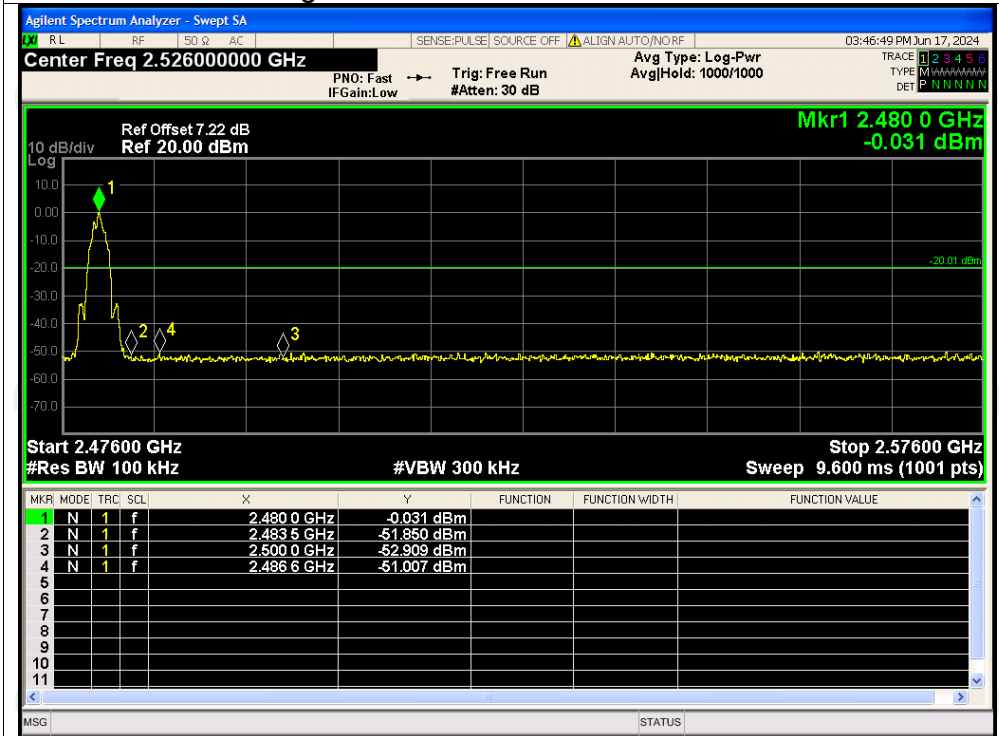 Agilent Spectrum Analyzer - Swept SA
LXI RL RF 50 Ω AC SENSE:PULSE SOURCE OFF ALIGN AUTO/NO RF 03:46:49 PM Jun 17, 2024
Center Freq 2.526000000 GHz
PNO: Fast
IFGain:Low
Trig: Free Run
#Atten: 30 dB
Avg Type: Log-Pwr
Avg|Hold: 1000/1000
TRACE 1 2 3 4 5 6
TYPE M
DET P N N N N N
Mkr1 2.480 0 GHz
-0.031 dBm
Ref Offset 7.22 dB
10 dB/div Ref 20.00 dBm
Log
10.0
0.00
-10.0
-20.0
-30.0
-40.0
-50.0
-60.0
-70.0
1
2
4
3
-20.01 dBm
Start 2.47600 GHz Stop 2.57600 GHz
#Res BW 100 kHz #VBW 300 kHz Sweep 9.600 ms (1001 pts)
MKR MODE TRC SCL X Y FUNCTION FUNCTION WIDTH FUNCTION VALUE
1 N 1 f 2.480 0 GHz -0.031 dBm
2 N 1 f 2.483 5 GHz -51.850 dBm
3 N 1 f 2.500 0 GHz -52.909 dBm
4 N 1 f 2.486 6 GHz -51.007 dBm
5
6
7
8
9
10
11
MSG STATUS